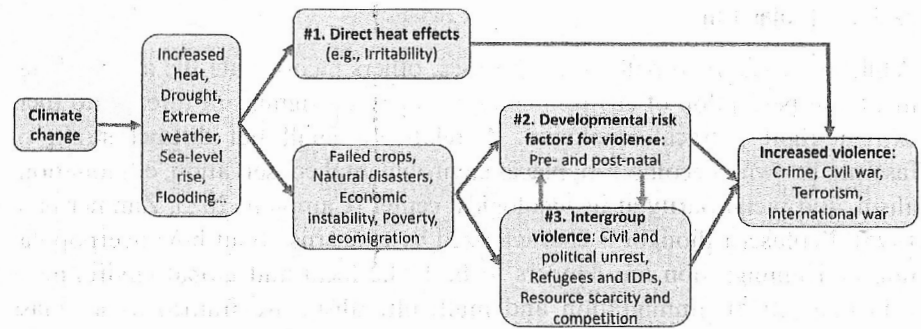 Climate
change
Increased
heat,
Drought,
Extreme
weather,
Sea-level
rise,
Flooding...
#1. Direct heat effects
(e.g., Irritability)
Failed crops,
Natural disasters,
Economic
instability, Poverty,
ecomigration
#2. Developmental risk
factors for violence:
Pre- and post-natal
#3. Intergroup
violence: Civil and
political unrest,
Refugees and IDPs,
Resource scarcity and
competition
Increased violence:
Crime, Civil war,
Terrorism,
International war